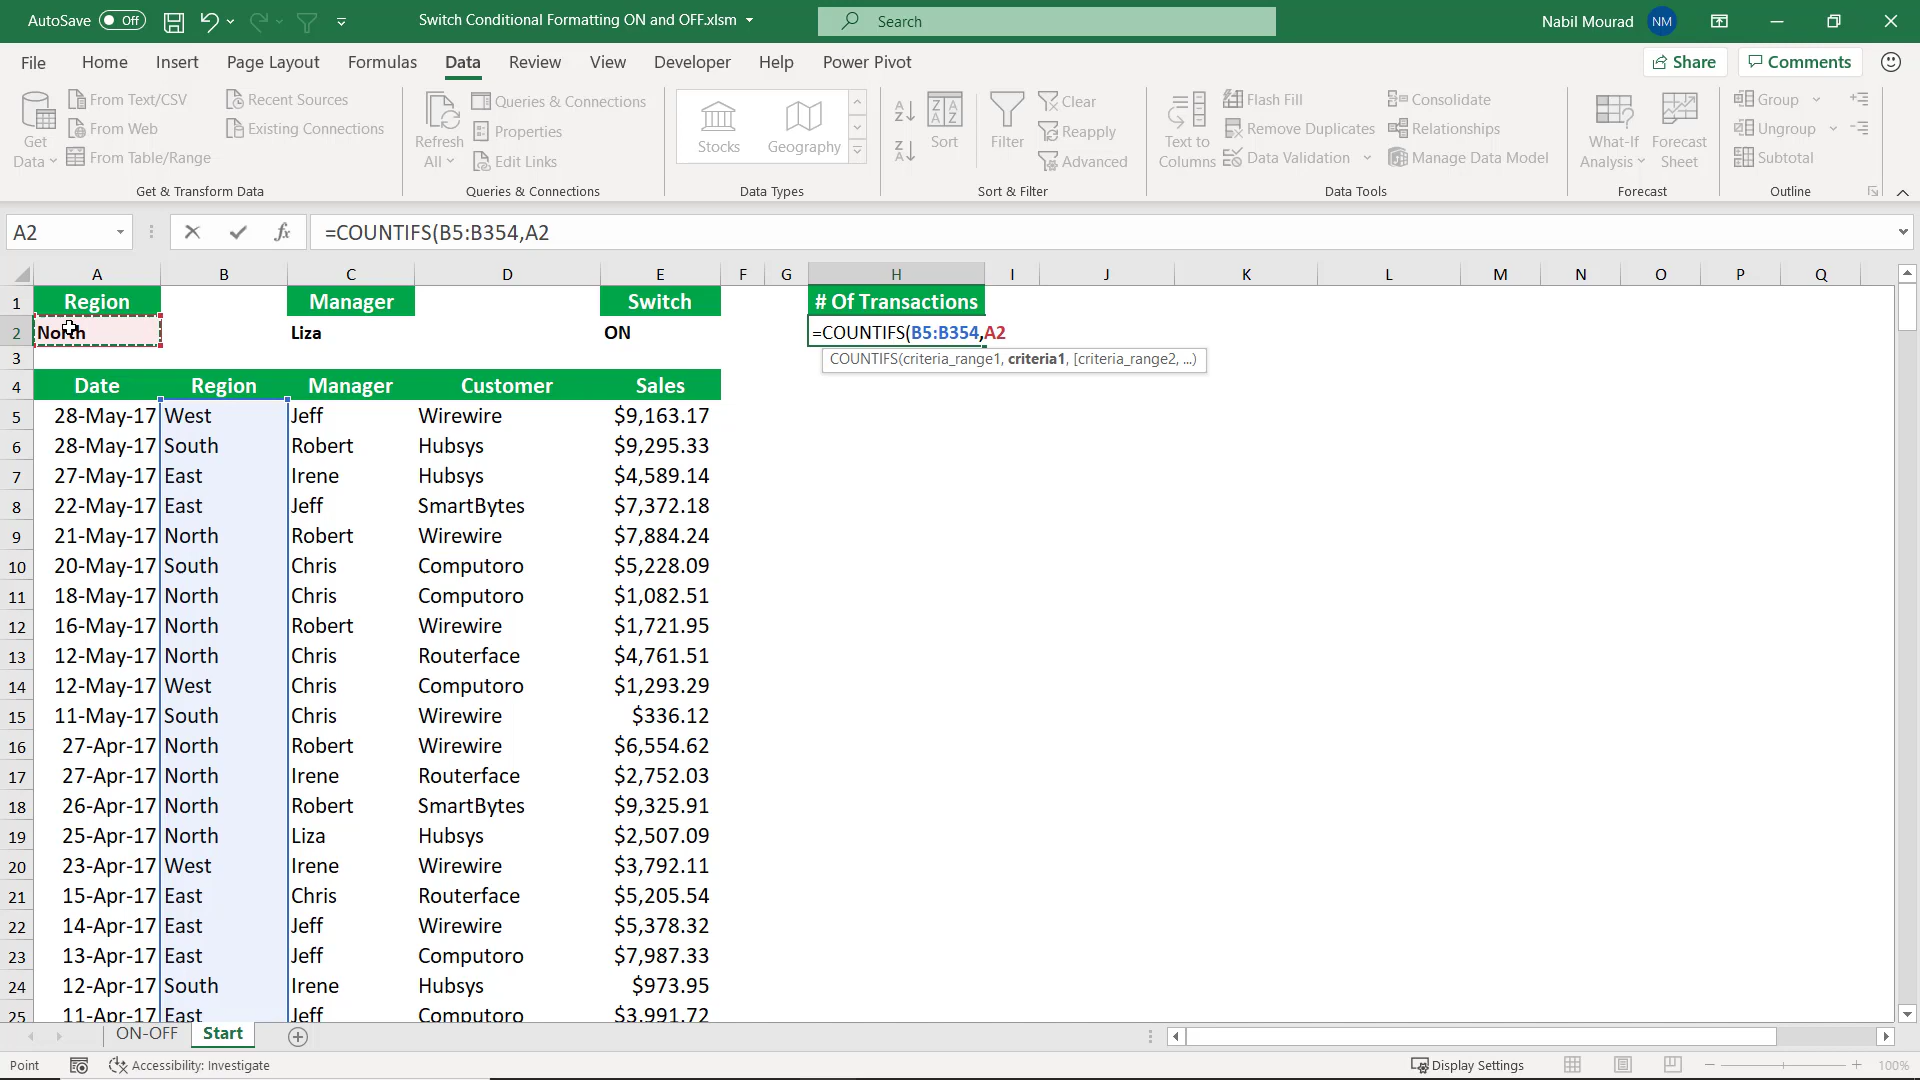 AutoSave Off Switch Conditional Formatting ON and OFF.xlsm Search Nabil Mourad NM
File Home Insert Page Layout Formulas Data Review View Developer Help Power Pivot Share Comments
Get Data
From Text/CSV
From Web
From Table/Range
Recent Sources
Existing Connections
Get & Transform Data
Refresh All
Queries & Connections
Properties
Edit Links
Queries & Connections
Stocks
Geography
Data Types
Sort
Filter
Clear
Reapply
Advanced
Sort & Filter
Text to Columns
Flash Fill
Remove Duplicates
Data Validation
Consolidate
Relationships
Manage Data Model
Data Tools
What-If Analysis
Forecast Sheet
Forecast
Group
Ungroup
Subtotal
Outline
A2 fx =COUNTIFS(B5:B354,A2
A B C D E F G H I J K L M N O P Q
1 Region Manager Switch # Of Transactions
2 North Liza ON =COUNTIFS(B5:B354,A2
3 COUNTIFS(criteria_range1, criteria1, [criteria_range2, ...)
4 Date Region Manager Customer Sales
5 28-May-17 West Jeff Wirewire $9,163.17
6 28-May-17 South Robert Hubsys $9,295.33
7 27-May-17 East Irene Hubsys $4,589.14
8 22-May-17 East Jeff SmartBytes $7,372.18
9 21-May-17 North Robert Wirewire $7,884.24
10 20-May-17 South Chris Computoro $5,228.09
11 18-May-17 North Chris Computoro $1,082.51
12 16-May-17 North Robert Wirewire $1,721.95
13 12-May-17 North Chris Routerface $4,761.51
14 12-May-17 West Chris Computoro $1,293.29
15 11-May-17 South Chris Wirewire $336.12
16 27-Apr-17 North Robert Wirewire $6,554.62
17 27-Apr-17 North Irene Routerface $2,752.03
18 26-Apr-17 North Robert SmartBytes $9,325.91
19 25-Apr-17 North Liza Hubsys $2,507.09
20 23-Apr-17 West Irene Wirewire $3,792.11
21 15-Apr-17 East Chris Routerface $5,205.54
22 14-Apr-17 East Jeff Wirewire $5,378.32
23 13-Apr-17 East Jeff Computoro $7,987.33
24 12-Apr-17 South Irene Hubsys $973.95
25 11-Apr-17 East Jeff Computoro $3,991.72
ON-OFF Start
Point Accessibility: Investigate Display Settings 100%